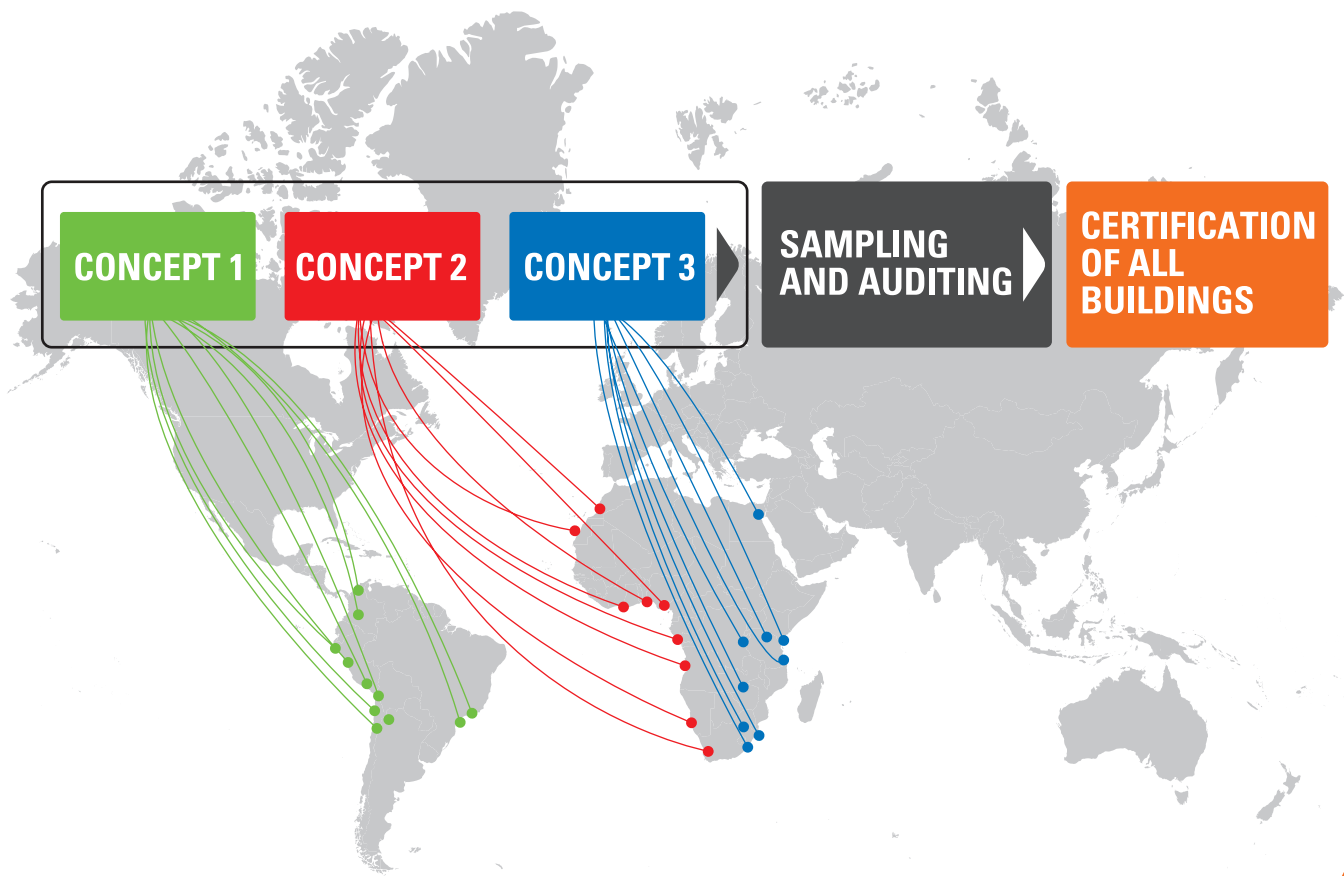 CONCEPT 1
CONCEPT 2
CONCEPT 3
SAMPLING
AND AUDITING
CERTIFICATION
OF ALL
BUILDINGS